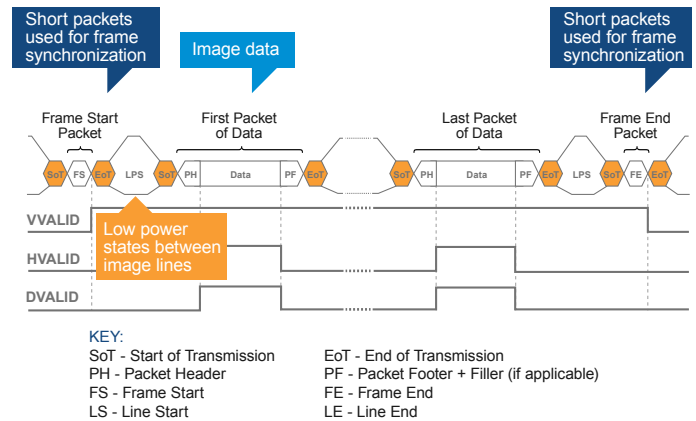 Short packets
used for frame
synchronization
Image data
Short packets
used for frame
synchronization
Frame Start
Packet
First Packet
of Data
Last Packet
of Data
Frame End
Packet
SoT FS EoT LPS SoT PH Data PF EoT SoT PH Data PF EoT LPS SoT FE EoT
VVALID
Low power
states between
image lines
HVALID
DVALID
KEY:
SoT - Start of Transmission
EoT - End of Transmission
PH - Packet Header
PF - Packet Footer + Filler (if applicable)
FS - Frame Start
FE - Frame End
LS - Line Start
LE - Line End